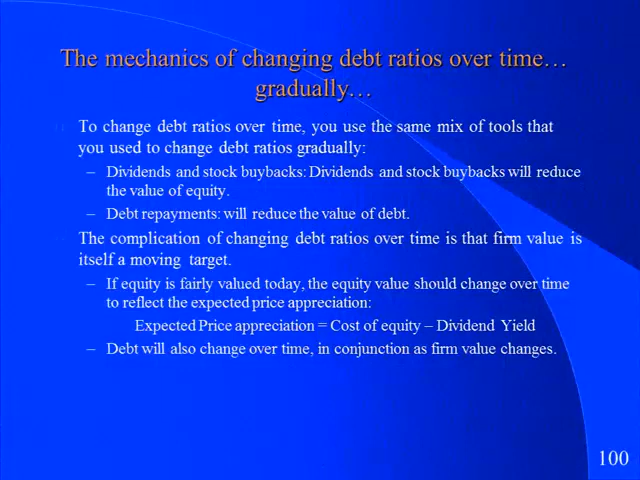 The mechanics of changing debt ratios over time…
gradually…
To change debt ratios over time, you use the same mix of tools that
you used to change debt ratios gradually:
– Dividends and stock buybacks: Dividends and stock buybacks will reduce
the value of equity.
– Debt repayments: will reduce the value of debt.
The complication of changing debt ratios over time is that firm value is
itself a moving target.
– If equity is fairly valued today, the equity value should change over time
to reflect the expected price appreciation:
Expected Price appreciation = Cost of equity – Dividend Yield
– Debt will also change over time, in conjunction as firm value changes.
100